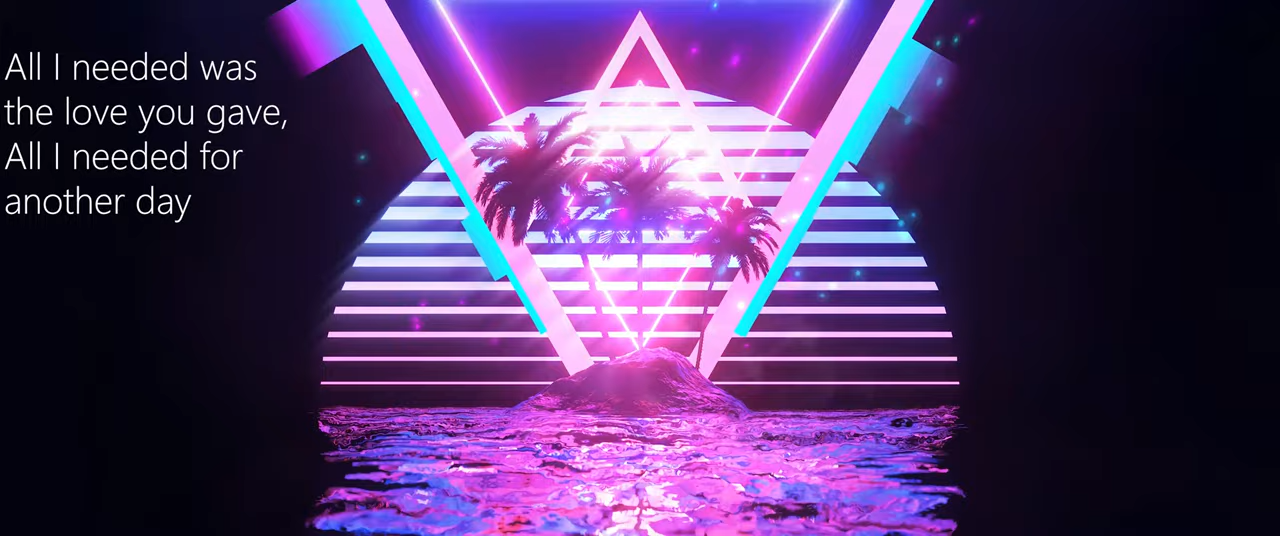 All I needed was
the love you gave,
All I needed for
another day